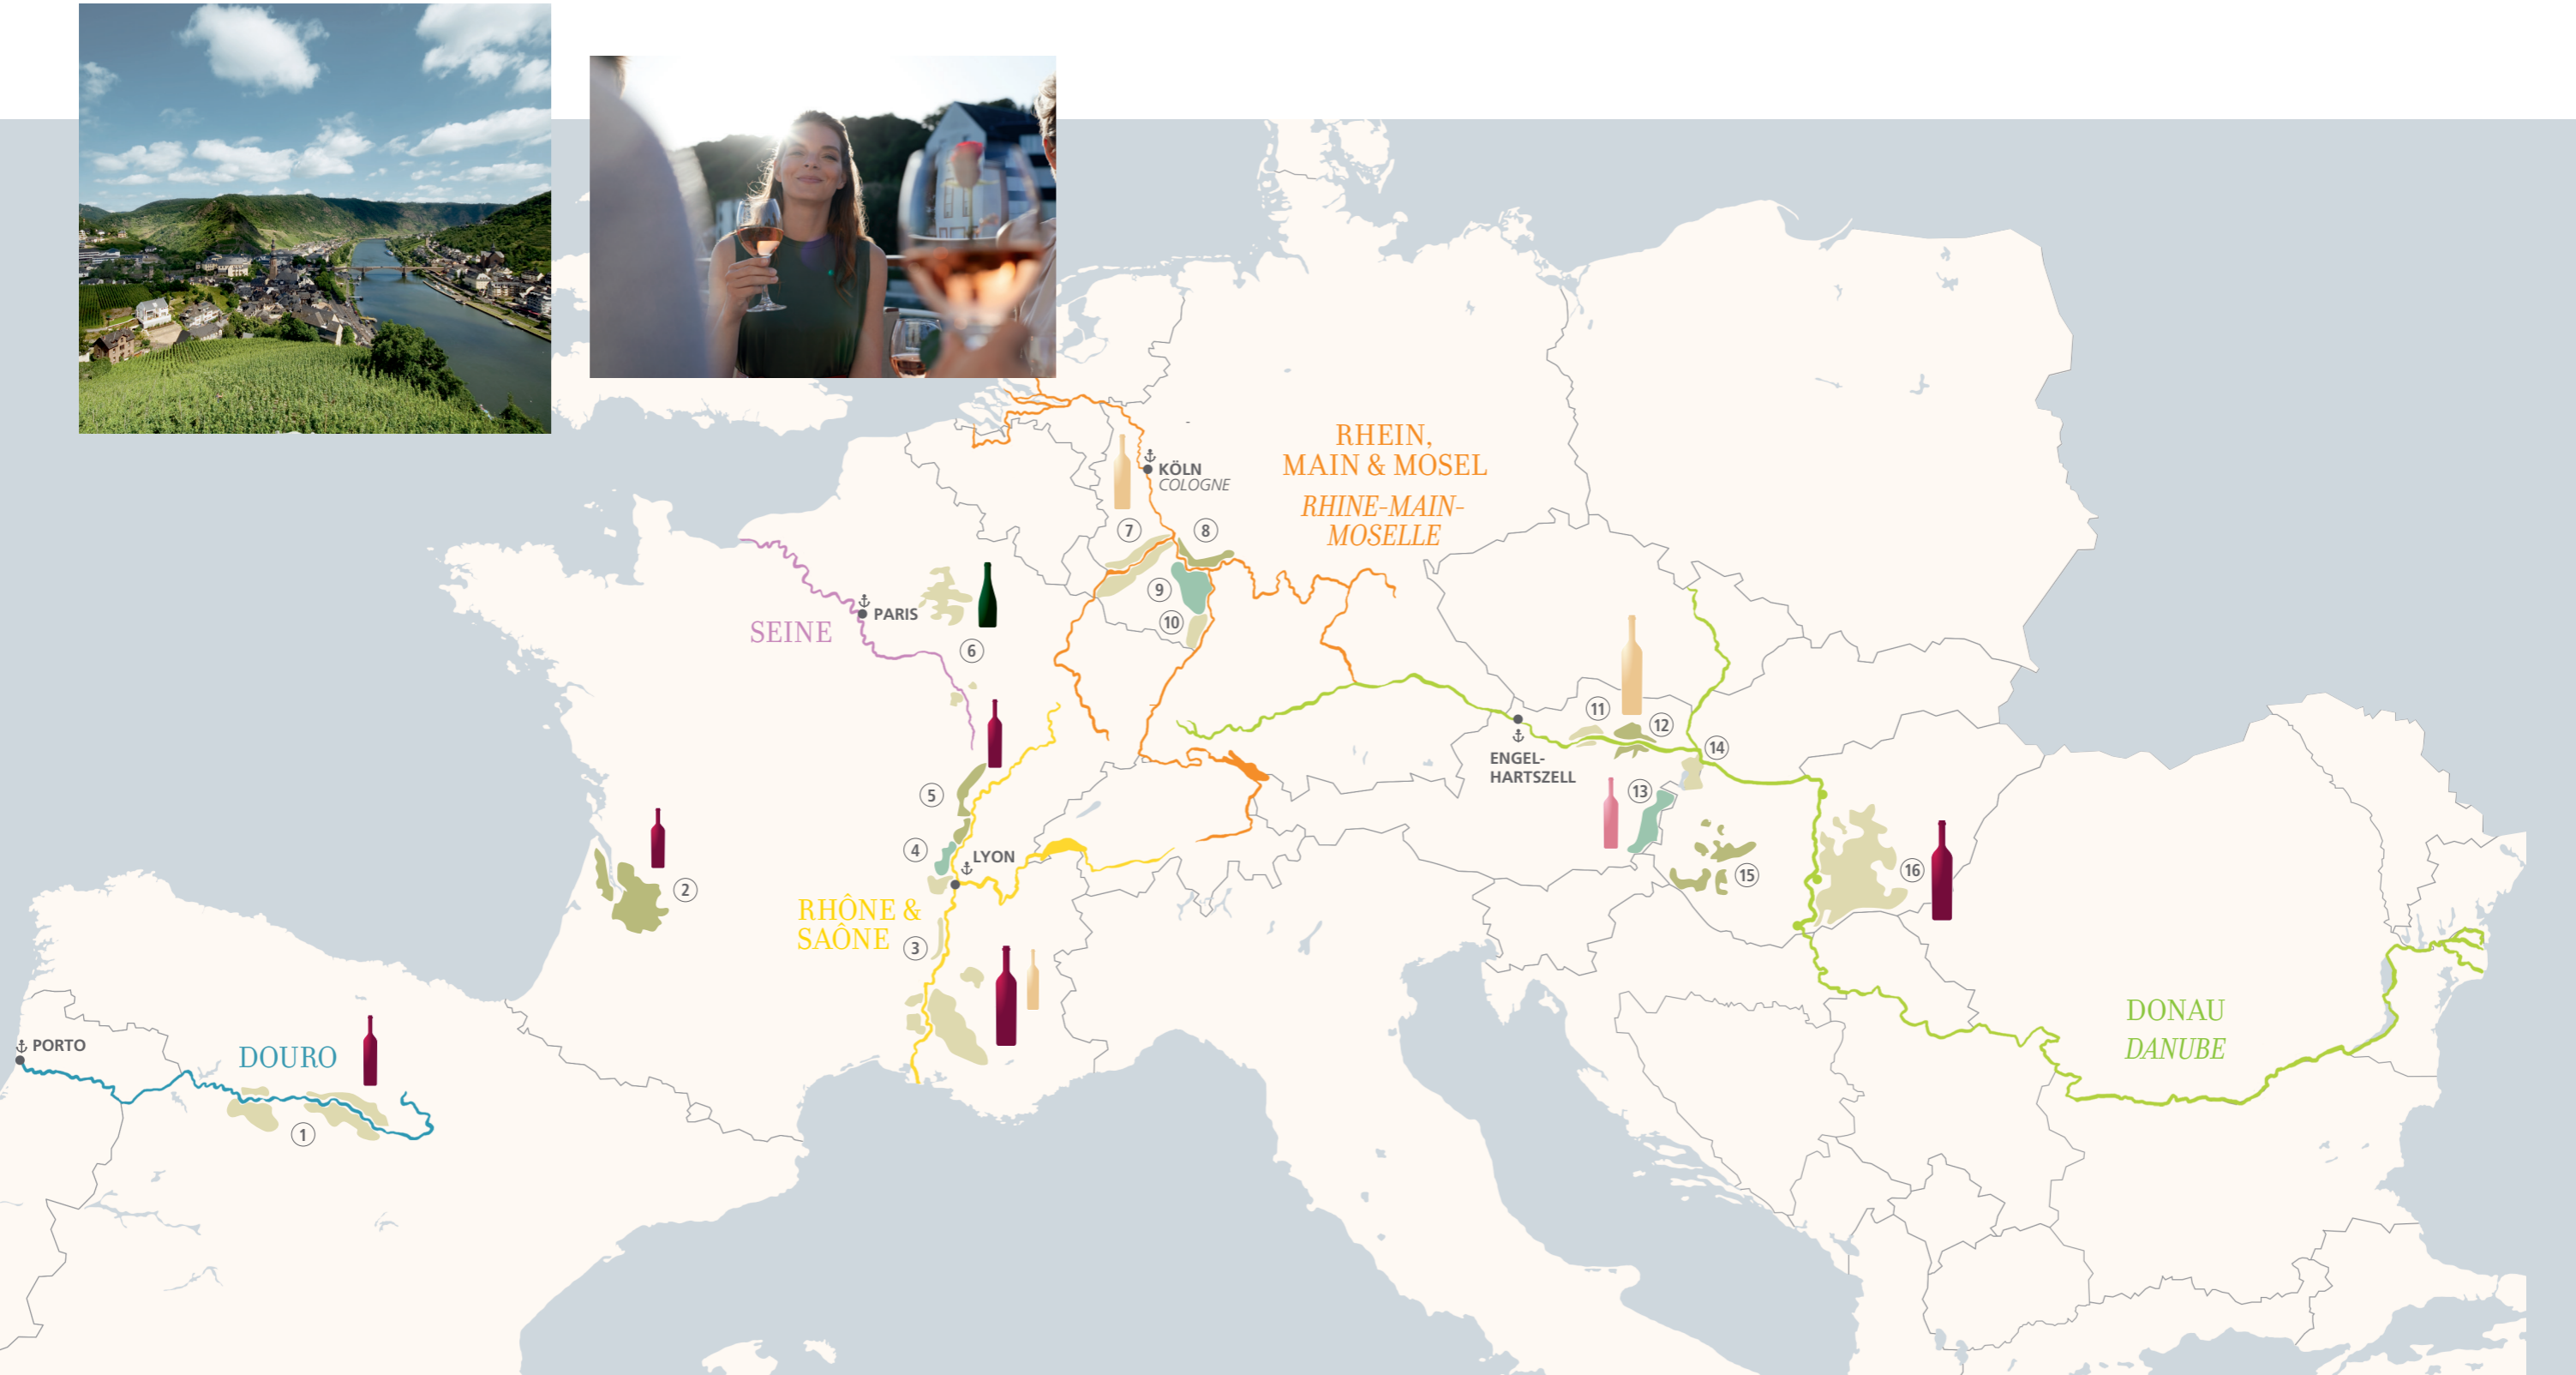 KÖLN
COLOGNE
RHEIN,
MAIN & MOSEL
RHINE-MAIN-
MOSELLE
7
8
9
10
PARIS
SEINE
6
11
12
14
ENGEL-
HARTSZELL
13
15
16
5
4
LYON
2
RHÔNE &
SAÔNE
3
PORTO
DOURO
1
DONAU
DANUBE